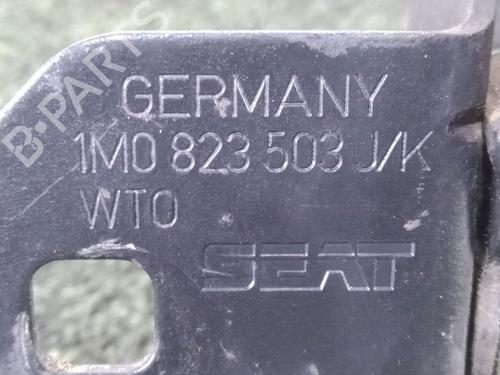 B-PARTS
GERMANY
1M0 823 503 J/K
WTO
SEAT